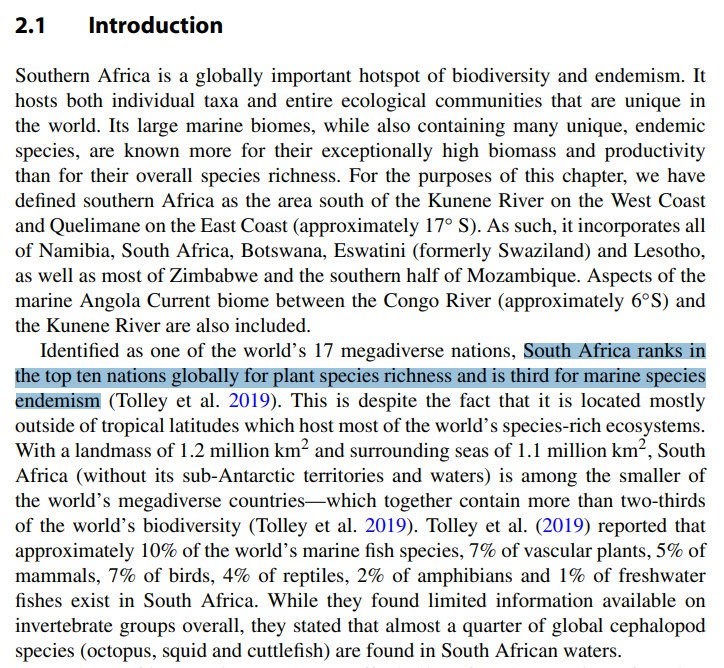 2.1 Introduction
Southern Africa is a globally important hotspot of biodiversity and endemism. It
hosts both individual taxa and entire ecological communities that are unique in
the world. Its large marine biomes, while also containing many unique, endemic
species, are known more for their exceptionally high biomass and productivity
than for their overall species richness. For the purposes of this chapter, we have
defined southern Africa as the area south of the Kunene River on the West Coast
and Quelimane on the East Coast (approximately 17° S). As such, it incorporates all
of Namibia, South Africa, Botswana, Eswatini (formerly Swaziland) and Lesotho,
as well as most of Zimbabwe and the southern half of Mozambique. Aspects of the
marine Angola Current biome between the Congo River (approximately 6°S) and
the Kunene River are also included.
Identified as one of the world's 17 megadiverse nations, South Africa ranks in
the top ten nations globally for plant species richness and is third for marine species
endemism (Tolley et al. 2019). This is despite the fact that it is located mostly
outside of tropical latitudes which host most of the world's species-rich ecosystems.
With a landmass of 1.2 million km² and surrounding seas of 1.1 million km², South
Africa (without its sub-Antarctic territories and waters) is among the smaller of
the world's megadiverse countries—which together contain more than two-thirds
of the world's biodiversity (Tolley et al. 2019). Tolley et al. (2019) reported that
approximately 10% of the world's marine fish species, 7% of vascular plants, 5% of
mammals, 7% of birds, 4% of reptiles, 2% of amphibians and 1% of freshwater
fishes exist in South Africa. While they found limited information available on
invertebrate groups overall, they stated that almost a quarter of global cephalopod
species (octopus, squid and cuttlefish) are found in South African waters.